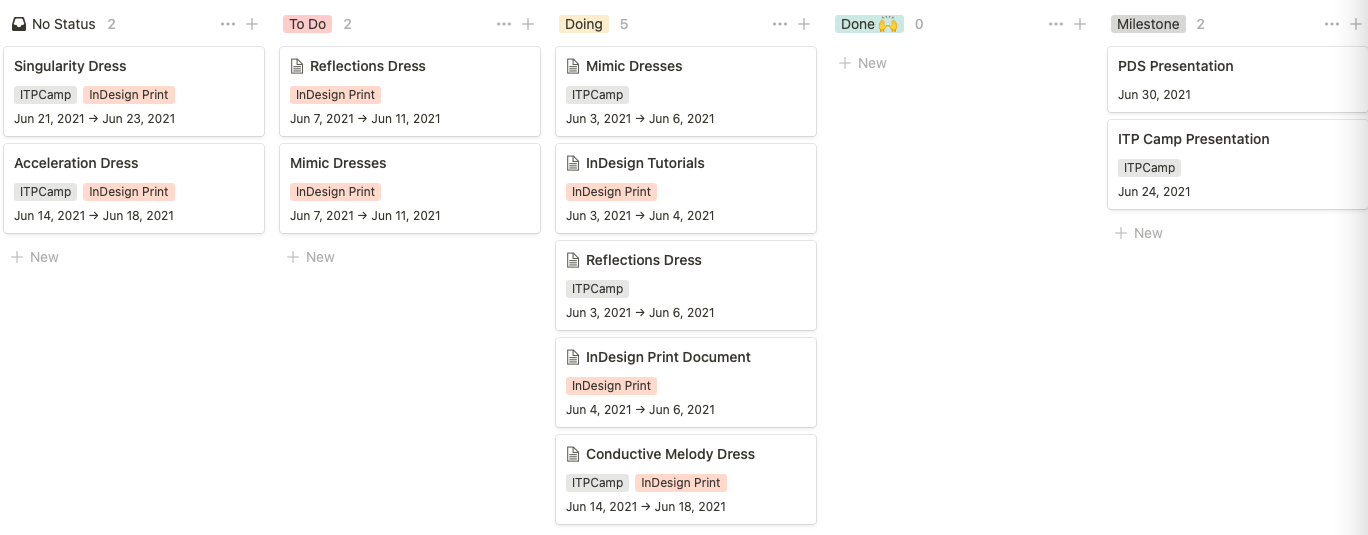 No Status 2
Singularity Dress
ITPCamp InDesign Print
Jun 21, 2021 → Jun 23, 2021
Acceleration Dress
ITPCamp InDesign Print
Jun 14, 2021 → Jun 18, 2021
+ New
To Do 2
Reflections Dress
InDesign Print
Jun 7, 2021 → Jun 11, 2021
Mimic Dresses
InDesign Print
Jun 7, 2021 → Jun 11, 2021
+ New
Doing 5
Mimic Dresses
ITPCamp
Jun 3, 2021 → Jun 6, 2021
InDesign Tutorials
InDesign Print
Jun 3, 2021 → Jun 4, 2021
Reflections Dress
ITPCamp
Jun 3, 2021 → Jun 6, 2021
InDesign Print Document
InDesign Print
Jun 4, 2021 → Jun 6, 2021
Conductive Melody Dress
ITPCamp InDesign Print
Jun 14, 2021 → Jun 18, 2021
Done 🙌 0
+ New
Milestone 2
PDS Presentation
Jun 30, 2021
ITP Camp Presentation
ITPCamp
Jun 24, 2021
+ New